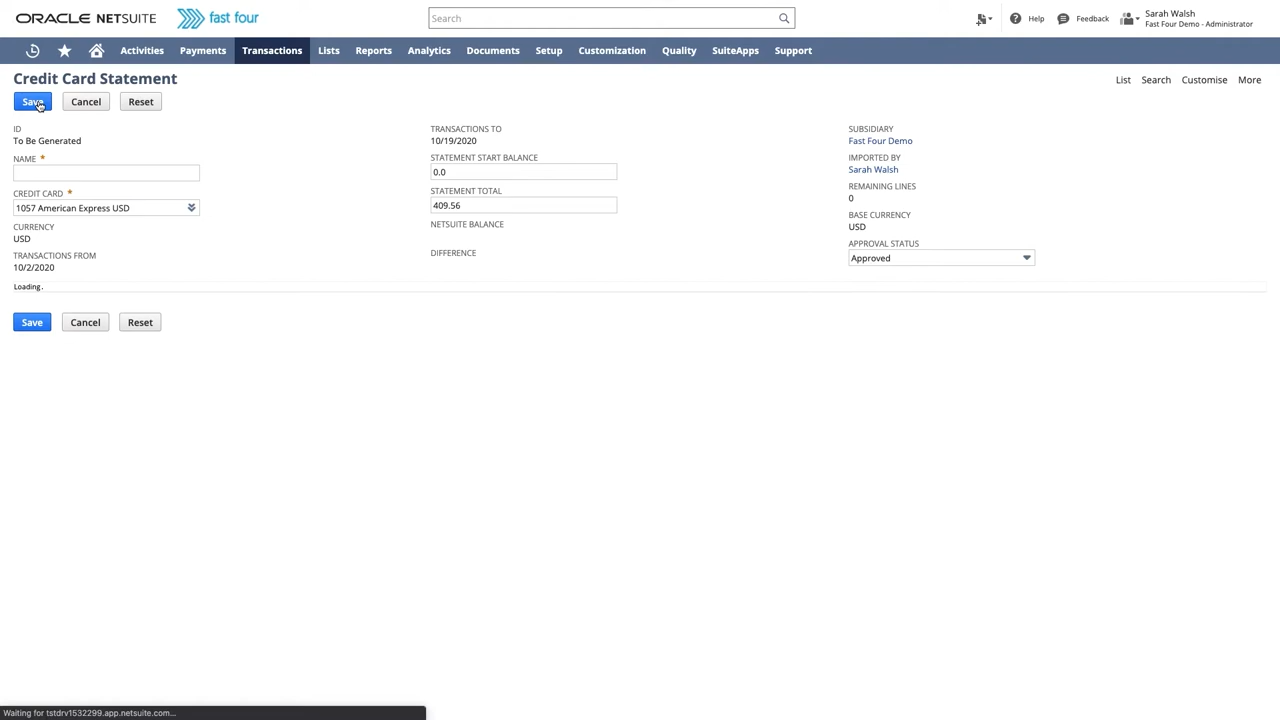 ORACLE NETSUITE fast four Search Help Feedback Sarah Walsh
Fast Four Demo - Administrator
Activities Payments Transactions Lists Reports Analytics Documents Setup Customization Quality SuiteApps Support
Credit Card Statement List Search Customise More
Save Cancel Reset
ID
To Be Generated
NAME *
CREDIT CARD *
1057 American Express USD
CURRENCY
USD
TRANSACTIONS FROM
10/2/2020
TRANSACTIONS TO
10/19/2020
STATEMENT START BALANCE
0.0
STATEMENT TOTAL
409.56
NETSUITE BALANCE
DIFFERENCE
SUBSIDIARY
Fast Four Demo
IMPORTED BY
Sarah Walsh
REMAINING LINES
0
BASE CURRENCY
USD
APPROVAL STATUS
Approved
Loading.
Save Cancel Reset
Waiting for tstdrv1532299.app.netsuite.com...